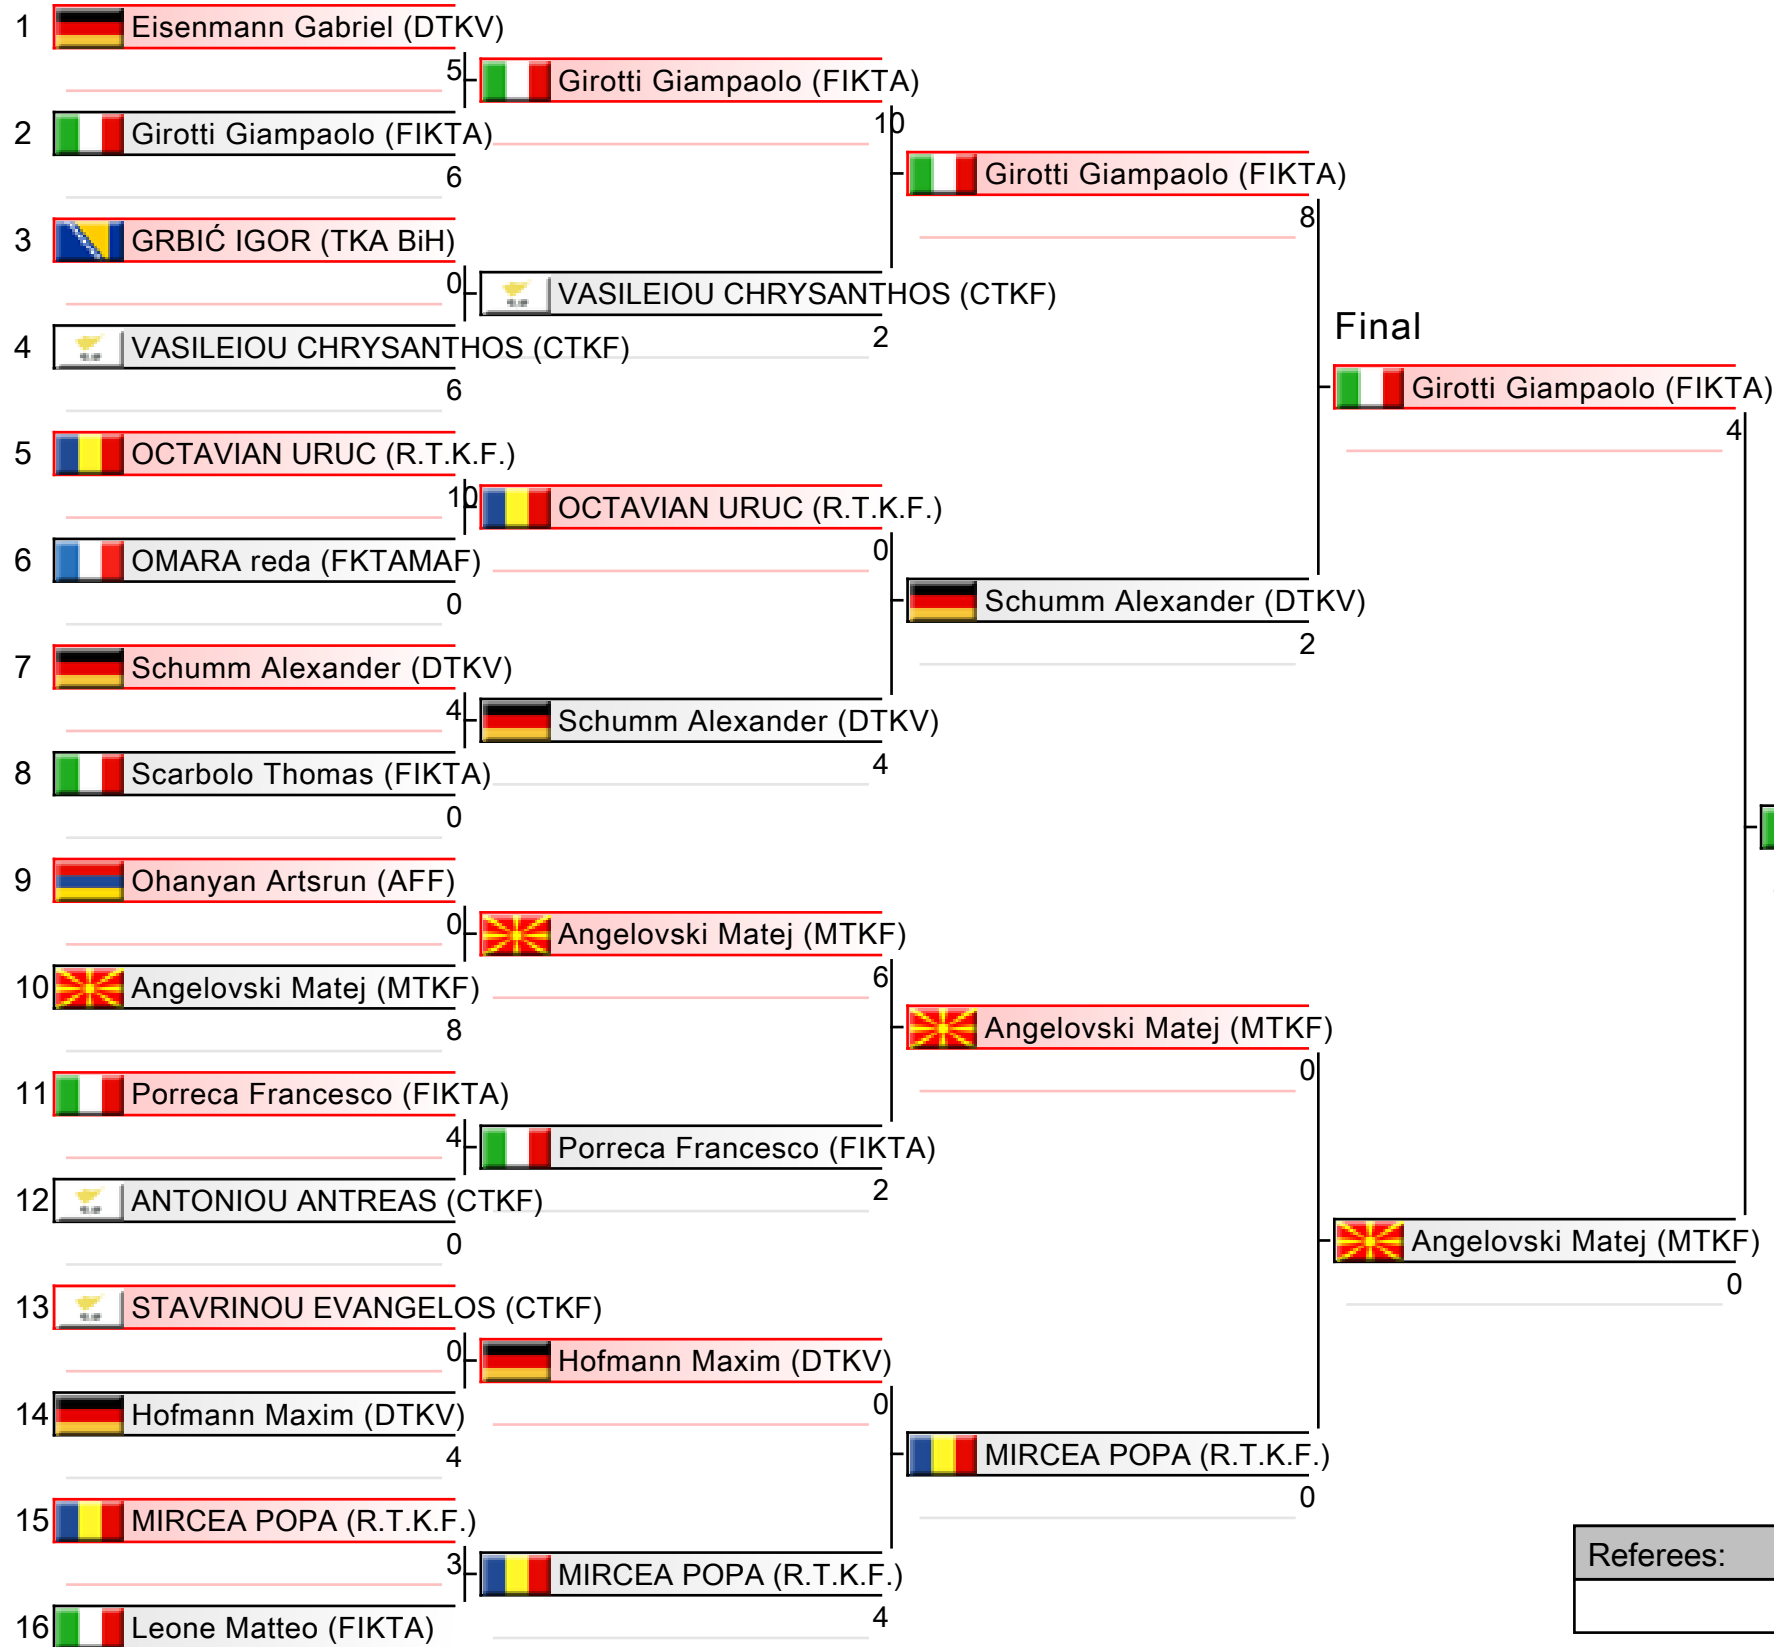 1 Eisenmann Gabriel (DTKV)
5
2 Girotti Giampaolo (FIKTA)
6
3 GRBIĆ IGOR (TKA BiH)
0
4 VASILEIOU CHRYSANTHOS (CTKF)
6
5 OCTAVIAN URUC (R.T.K.F.)
10
6 OMARA reda (FKTAMAF)
0
7 Schumm Alexander (DTKV)
4
8 Scarbolo Thomas (FIKTA)
0
9 Ohanyan Artsrun (AFF)
0
10 Angelovski Matej (MTKF)
8
11 Porreca Francesco (FIKTA)
4
12 ANTONIOU ANTREAS (CTKF)
0
13 STAVRINOU EVANGELOS (CTKF)
0
14 Hofmann Maxim (DTKV)
4
15 MIRCEA POPA (R.T.K.F.)
3
16 Leone Matteo (FIKTA)
Girotti Giampaolo (FIKTA)
10
VASILEIOU CHRYSANTHOS (CTKF)
2
OCTAVIAN URUC (R.T.K.F.)
0
Schumm Alexander (DTKV)
4
Angelovski Matej (MTKF)
6
Porreca Francesco (FIKTA)
2
Hofmann Maxim (DTKV)
0
MIRCEA POPA (R.T.K.F.)
4
Girotti Giampaolo (FIKTA)
8
Schumm Alexander (DTKV)
2
Angelovski Matej (MTKF)
0
MIRCEA POPA (R.T.K.F.)
0
Final
Girotti Giampaolo (FIKTA)
4
Angelovski Matej (MTKF)
0
Referees: